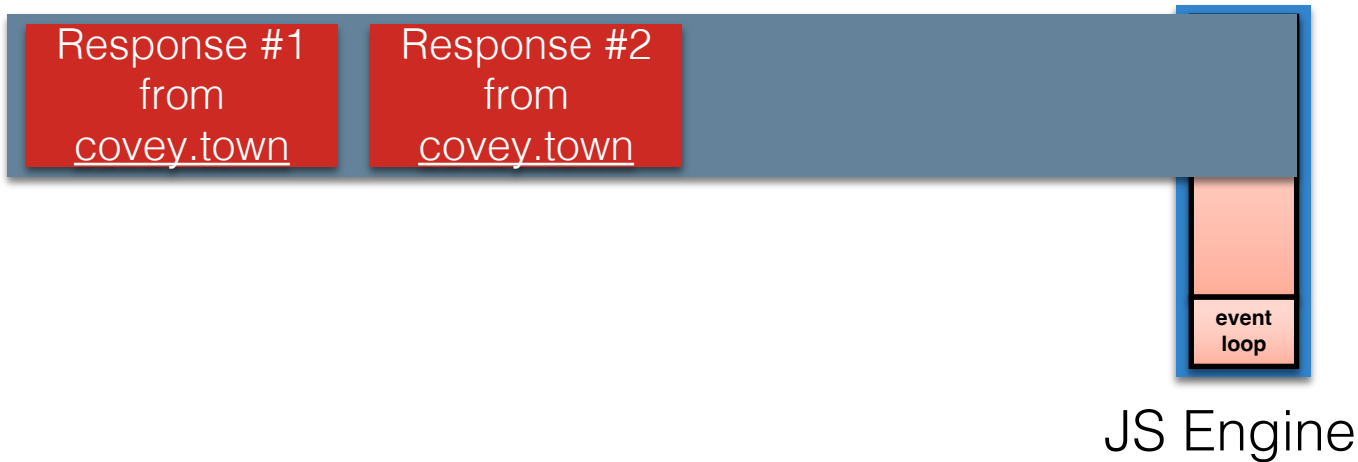 Response #1
from
covey.town
Response #2
from
covey.town
event
loop
JS Engine